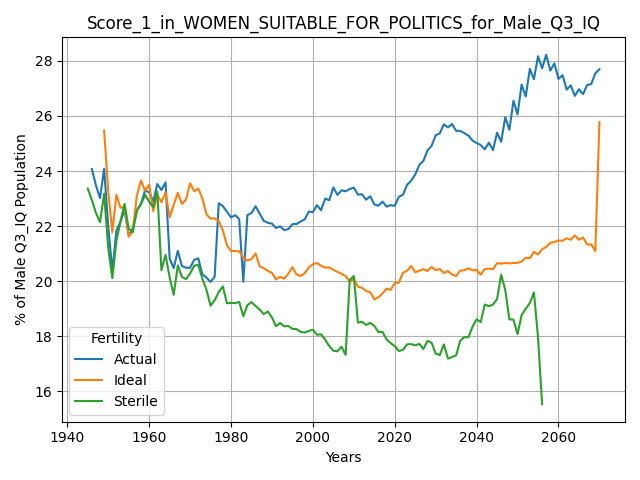 Score_1_in_WOMEN_SUITABLE_FOR_POLITICS_for_Male_Q3_IQ
% of Male Q3_IQ Population
28
26
24
22
20
18
16
Fertility
Actual
Ideal
Sterile
1940 1960 1980 2000 2020 2040 2060
Years